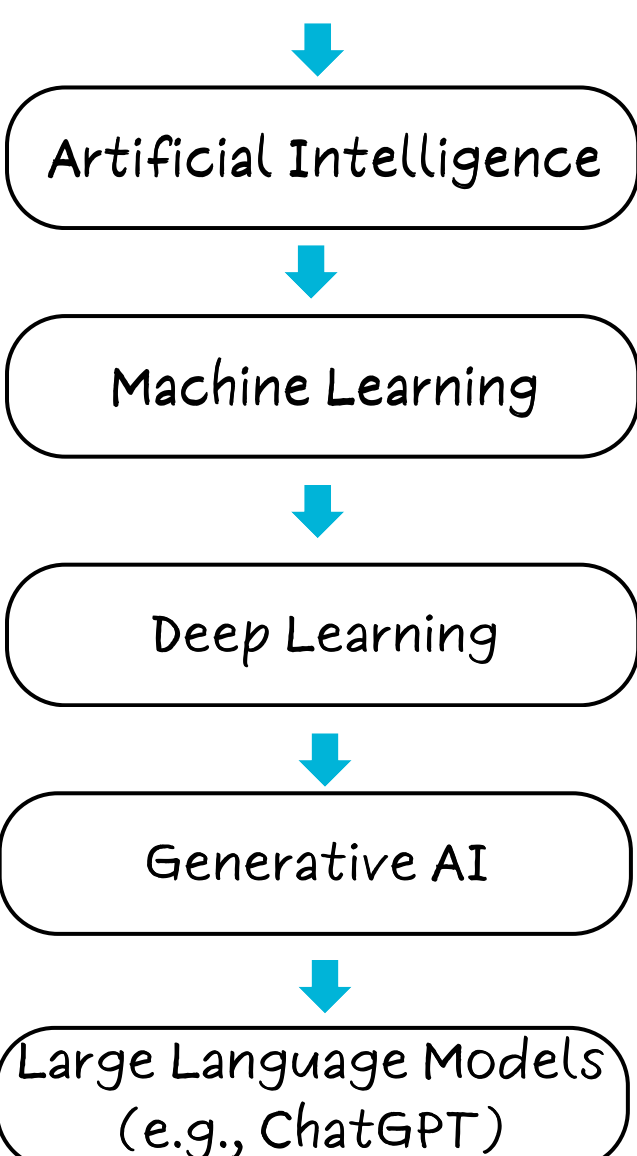 Artificial Intelligence
Machine Learning
Deep Learning
Generative AI
Large Language Models
(e.g., ChatGPT)